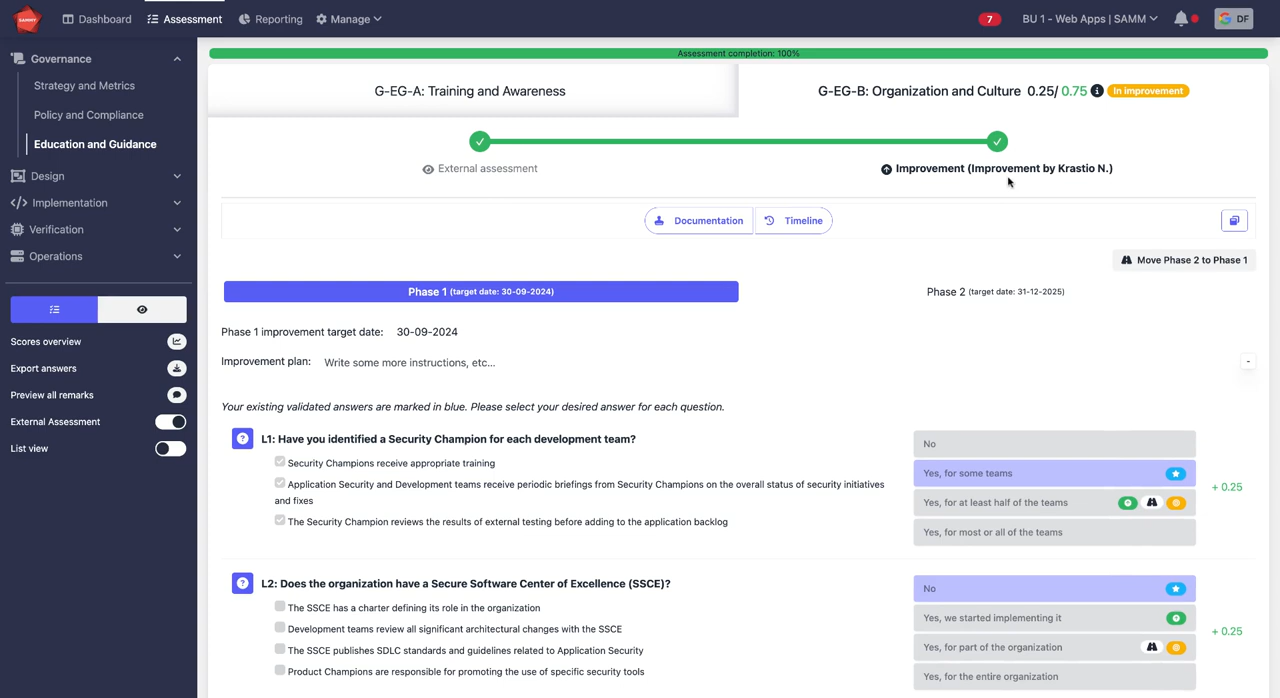 SAMMY
Dashboard
Assessment
Reporting
Manage
7
BU 1 - Web Apps | SAMM
DF
Governance
Strategy and Metrics
Policy and Compliance
Education and Guidance
Design
Implementation
Verification
Operations
Scores overview
Export answers
Preview all remarks
External Assessment
List view
Assessment completion: 100%
G-EG-A: Training and Awareness
G-EG-B: Organization and Culture 0.25/ 0.75 In improvement
External assessment
Improvement (Improvement by Krastio N.)
Documentation
Timeline
Move Phase 2 to Phase 1
Phase 1 (target date: 30-09-2024)
Phase 2 (target date: 31-12-2025)
Phase 1 improvement target date: 30-09-2024
Improvement plan: Write some more instructions, etc...
-
Your existing validated answers are marked in blue. Please select your desired answer for each question.
L1: Have you identified a Security Champion for each development team?
Security Champions receive appropriate training
Application Security and Development teams receive periodic briefings from Security Champions on the overall status of security initiatives
and fixes
The Security Champion reviews the results of external testing before adding to the application backlog
No
Yes, for some teams
Yes, for at least half of the teams
Yes, for most or all of the teams
+ 0.25
L2: Does the organization have a Secure Software Center of Excellence (SSCE)?
The SSCE has a charter defining its role in the organization
Development teams review all significant architectural changes with the SSCE
The SSCE publishes SDLC standards and guidelines related to Application Security
Product Champions are responsible for promoting the use of specific security tools
No
Yes, we started implementing it
Yes, for part of the organization
Yes, for the entire organization
+ 0.25